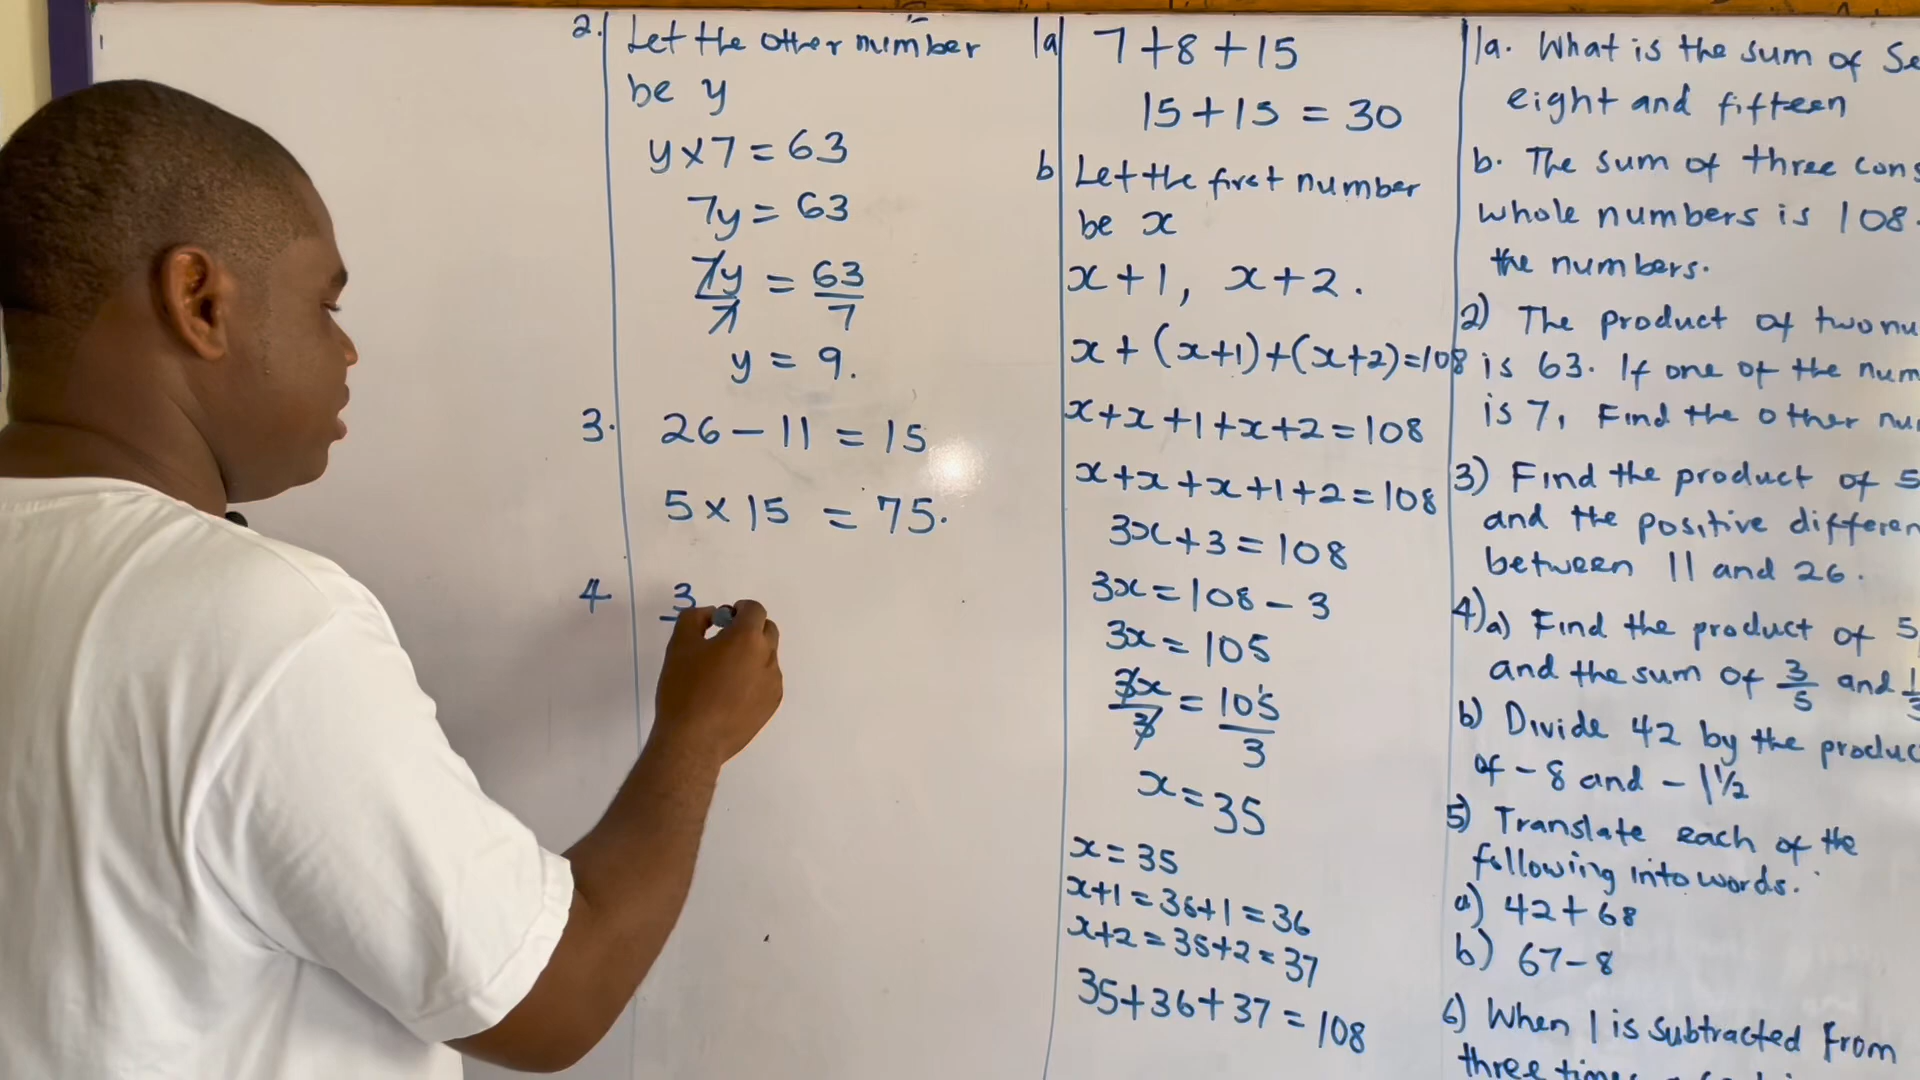 2. Let the other number
be y
y×7 = 63
7y = 63
7y/7 = 63/7
y = 9.
3. 26 − 11 = 15
5 × 15 = 75.
4 3
1a 7+8+15
15+15 = 30
b Let the first number
be x
x+1, x+2.
x + (x+1)+(x+2)=108
x+x+1+x+2=108
x+x+x+1+2=108
3x+3=108
3x=108−3
3x=105
3x/3 = 105/3
x=35
x=35
x+1=35+1=36
x+2=35+2=37
35+36+37=108
1a. What is the sum of Se
eight and fifteen
b. The sum of three cons
whole numbers is 108.
the numbers.
2) The product of two nu
is 63. If one of the num
is 7, Find the other nu
3) Find the product of 5
and the positive differen
between 11 and 26.
4)a) Find the product of 5
and the sum of 3/5 and 1/3
b) Divide 42 by the produc
of −8 and −1½
5) Translate each of the
following into words.
a) 42+68
b) 67−8
6) When 1 is subtracted from
three